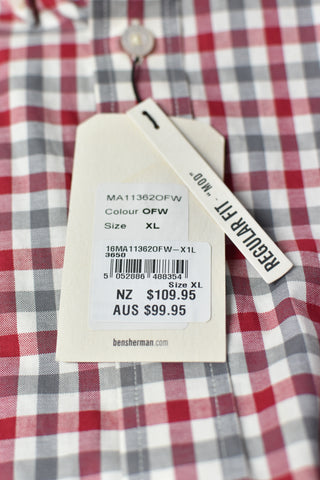 MA11362OFW
Colour OFW
Size XL
16MA11362OFW-X1L
3650
5 052886 488354
Size XL
NZ $109.95
AUS $99.95
bensherman.com
REGULAR FIT. "MOD"